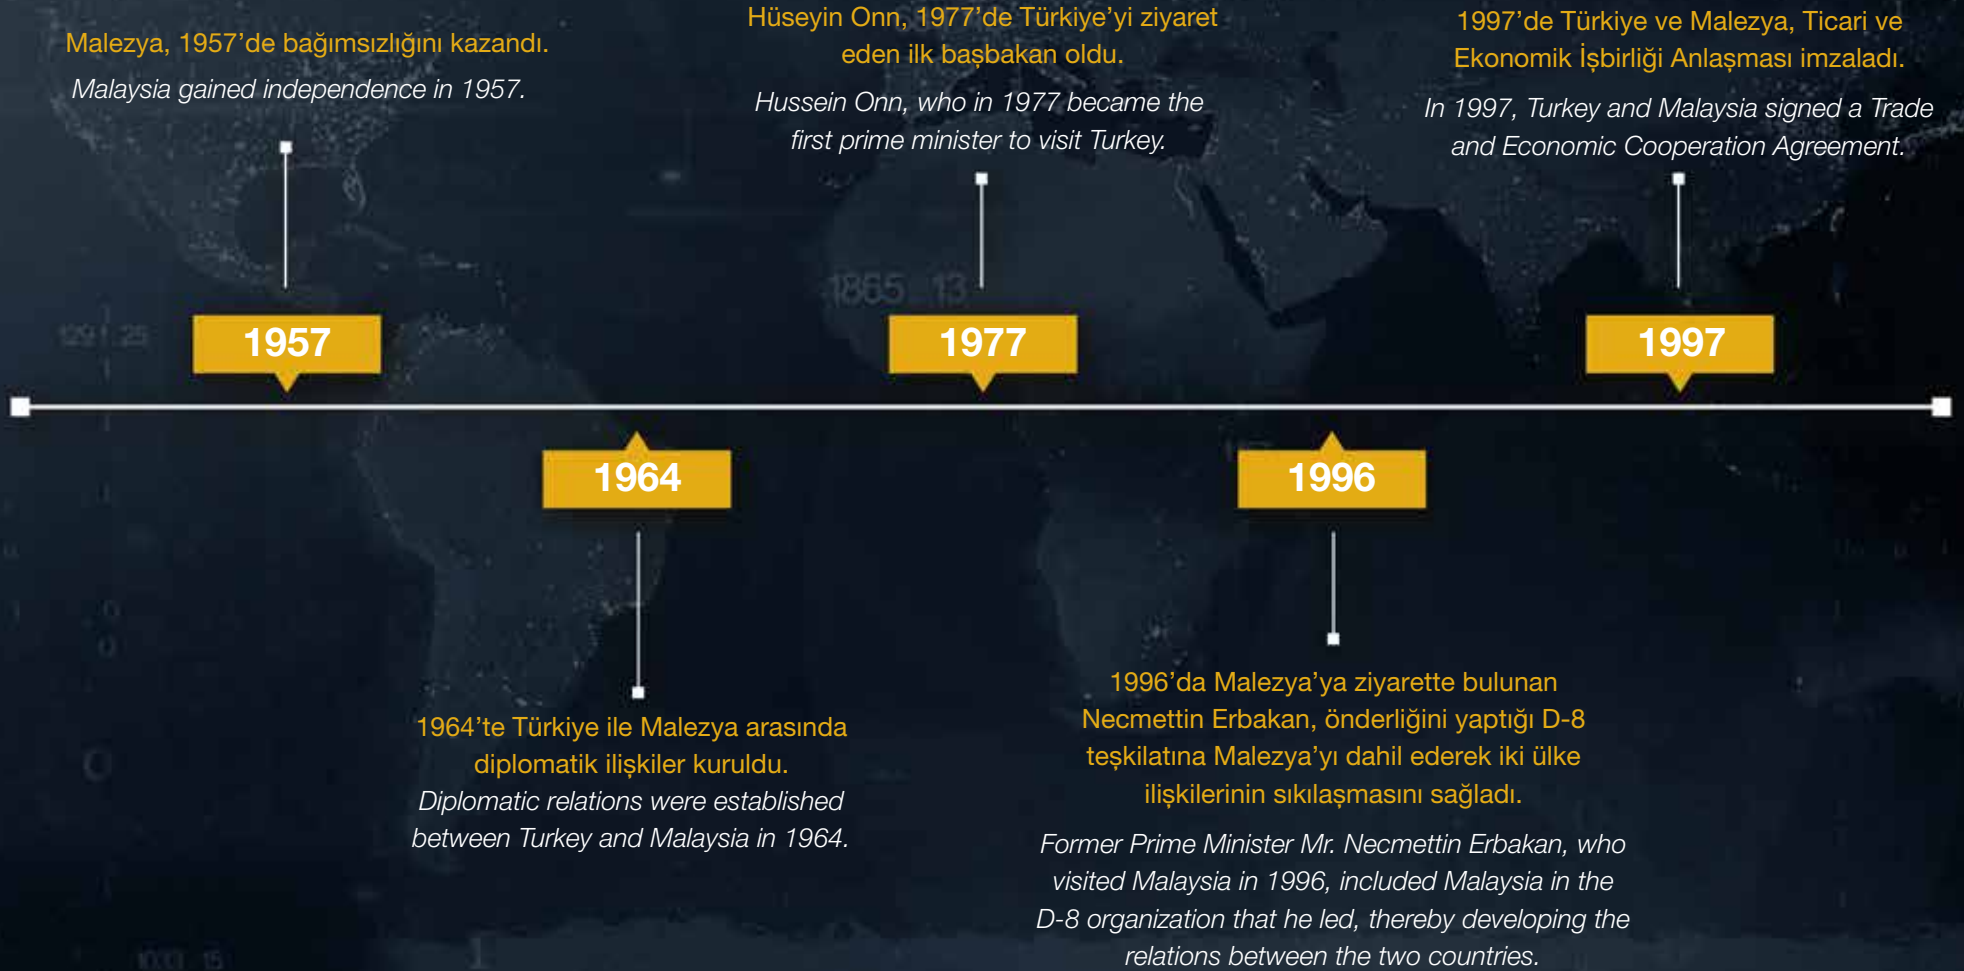 Malezya, 1957’de bağımsızlığını kazandı.
Malaysia gained independence in 1957.
Hüseyin Onn, 1977’de Türkiye’yi ziyaret
eden ilk başbakan oldu.
Hussein Onn, who in 1977 became the
first prime minister to visit Turkey.
1997’de Türkiye ve Malezya, Ticari ve
Ekonomik İşbirliği Anlaşması imzaladı.
In 1997, Turkey and Malaysia signed a Trade
and Economic Cooperation Agreement.
1865 13
1291 25
1957
1977
1997
1964
1996
1964’te Türkiye ile Malezya arasında
diplomatik ilişkiler kuruldu.
Diplomatic relations were established
between Turkey and Malaysia in 1964.
1996’da Malezya’ya ziyarette bulunan
Necmettin Erbakan, önderliğini yaptığı D-8
teşkilatına Malezya’yı dahil ederek iki ülke
ilişkilerinin sıkılaşmasını sağladı.
Former Prime Minister Mr. Necmettin Erbakan, who
visited Malaysia in 1996, included Malaysia in the
D-8 organization that he led, thereby developing the
relations between the two countries.
1033 15